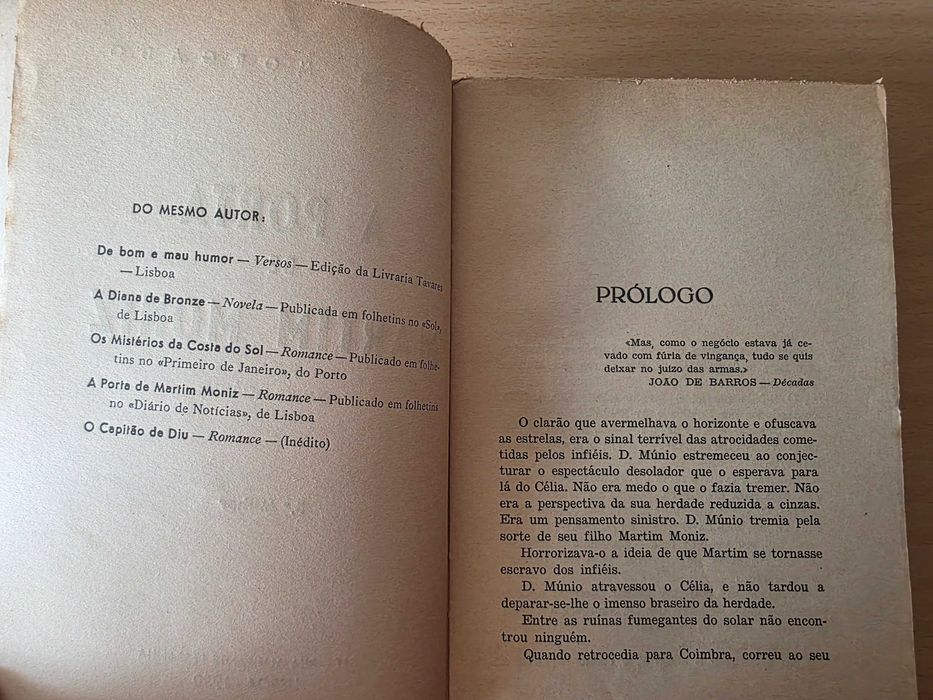 DO MESMO AUTOR:
De bom e mau humor — Versos — Edição da Livraria Tavares
— Lisboa
A Diana de Bronze — Novela — Publicada em folhetins no «Sol»,
de Lisboa
Os Mistérios da Costa do Sol — Romance — Publicado em folhe-
tins no «Primeiro de Janeiro», do Porto
A Porta de Martim Moniz — Romance — Publicado em folhetins
no «Diário de Notícias», de Lisboa
O Capitão de Diu — Romance — (Inédito)
PRÓLOGO
«Mas, como o negócio estava já ce-
vado com fúria de vingança, tudo se quis
deixar no juízo das armas.»
JOÃO DE BARROS — Décadas
O clarão que avermelhava o horizonte e ofuscava
as estrelas, era o sinal terrível das atrocidades come-
tidas pelos infiéis. D. Múnio estremeceu ao conjec-
turar o espectáculo desolador que o esperava para
lá do Célia. Não era medo o que o fazia tremer. Não
era a perspectiva da sua herdade reduzida a cinzas.
Era um pensamento sinistro. D. Múnio tremia pela
sorte de seu filho Martim Moniz.
Horrorizava-o a ideia de que Martim se tornasse
escravo dos infiéis.
D. Múnio atravessou o Célia, e não tardou a
deparar-se-lhe o imenso braseiro da herdade.
Entre as ruínas fumegantes do solar não encon-
trou ninguém.
Quando retrocedia para Coimbra, correu ao seu